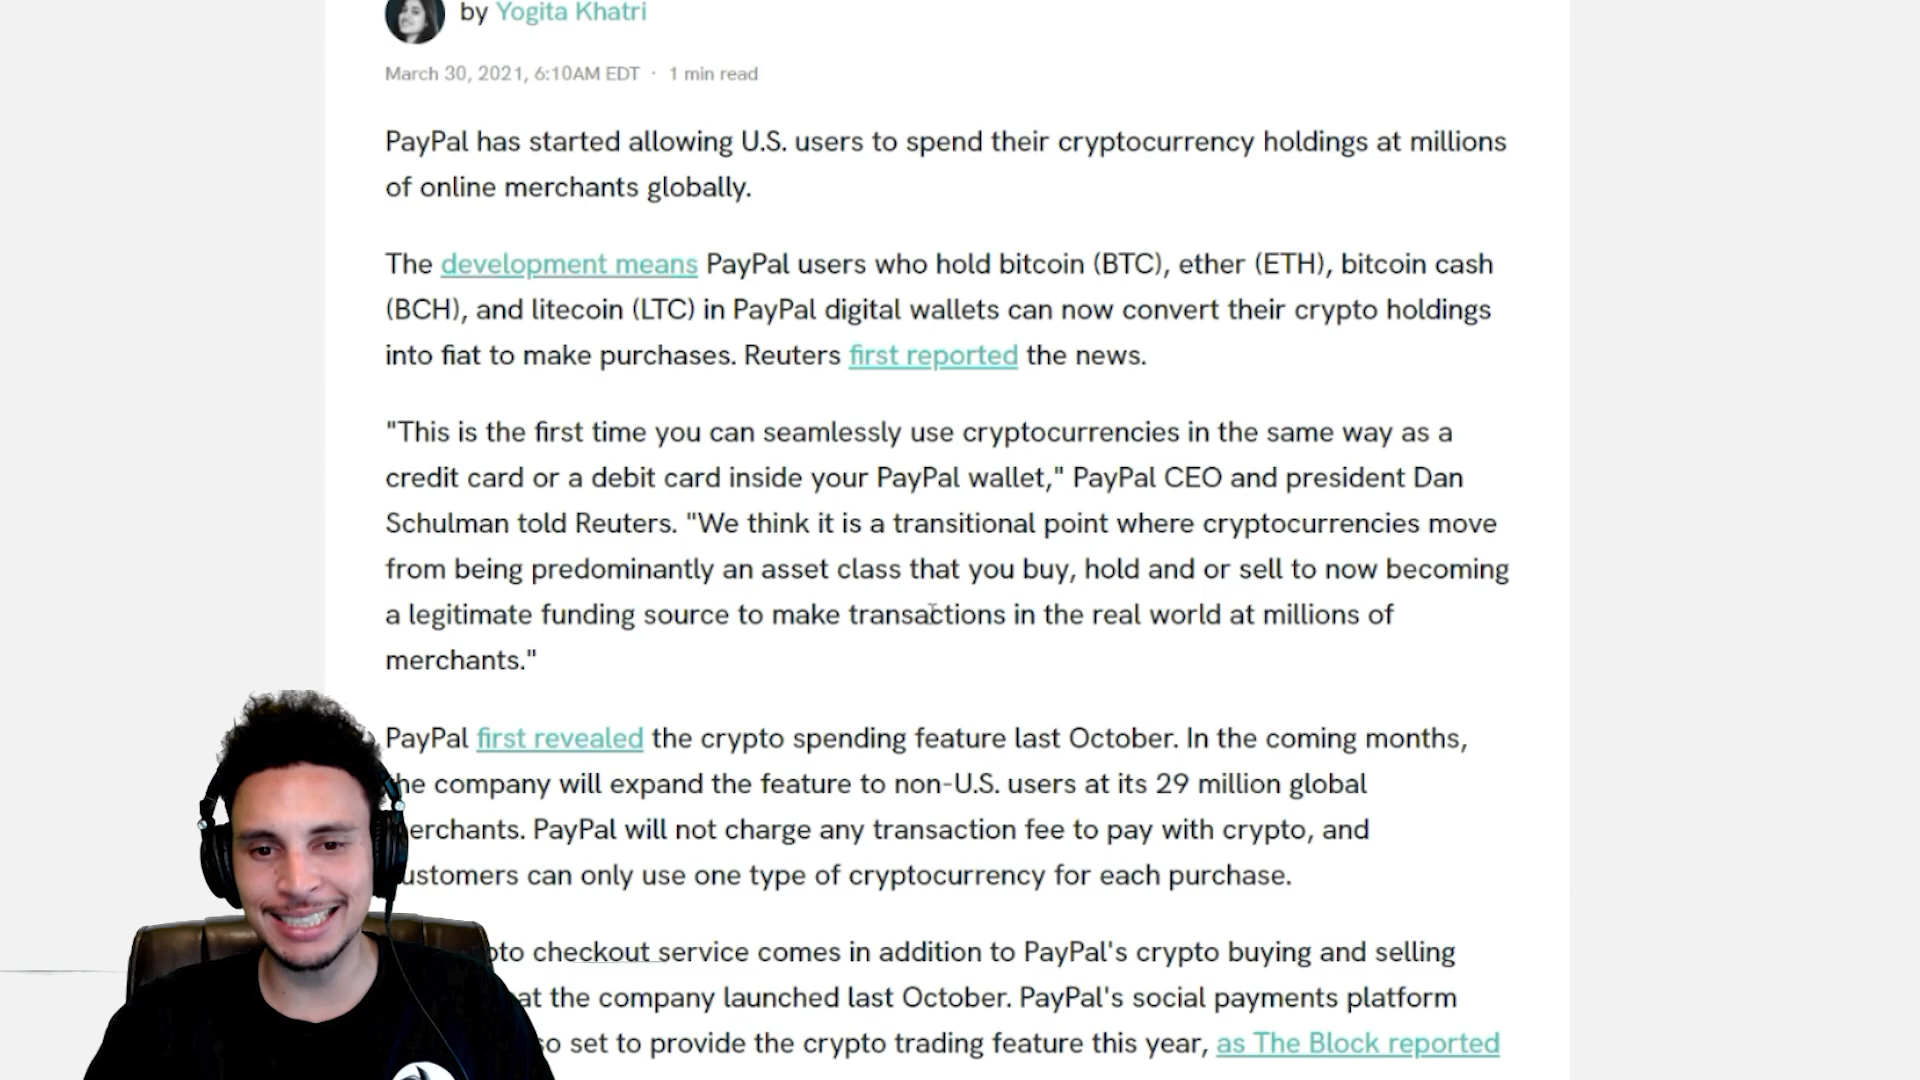 by Yogita Khatri
March 30, 2021, 6:10AM EDT · 1 min read
PayPal has started allowing U.S. users to spend their cryptocurrency holdings at millions
of online merchants globally.
The development means PayPal users who hold bitcoin (BTC), ether (ETH), bitcoin cash
(BCH), and litecoin (LTC) in PayPal digital wallets can now convert their crypto holdings
into fiat to make purchases. Reuters first reported the news.
"This is the first time you can seamlessly use cryptocurrencies in the same way as a
credit card or a debit card inside your PayPal wallet," PayPal CEO and president Dan
Schulman told Reuters. "We think it is a transitional point where cryptocurrencies move
from being predominantly an asset class that you buy, hold and or sell to now becoming
a legitimate funding source to make transactions in the real world at millions of
merchants."
PayPal first revealed the crypto spending feature last October. In the coming months,
company will expand the feature to non-U.S. users at its 29 million global
PayPal will not charge any transaction fee to pay with crypto, and
can only use one type of cryptocurrency for each purchase.
checkout service comes in addition to PayPal's crypto buying and selling
the company launched last October. PayPal's social payments platform
set to provide the crypto trading feature this year, as The Block reported